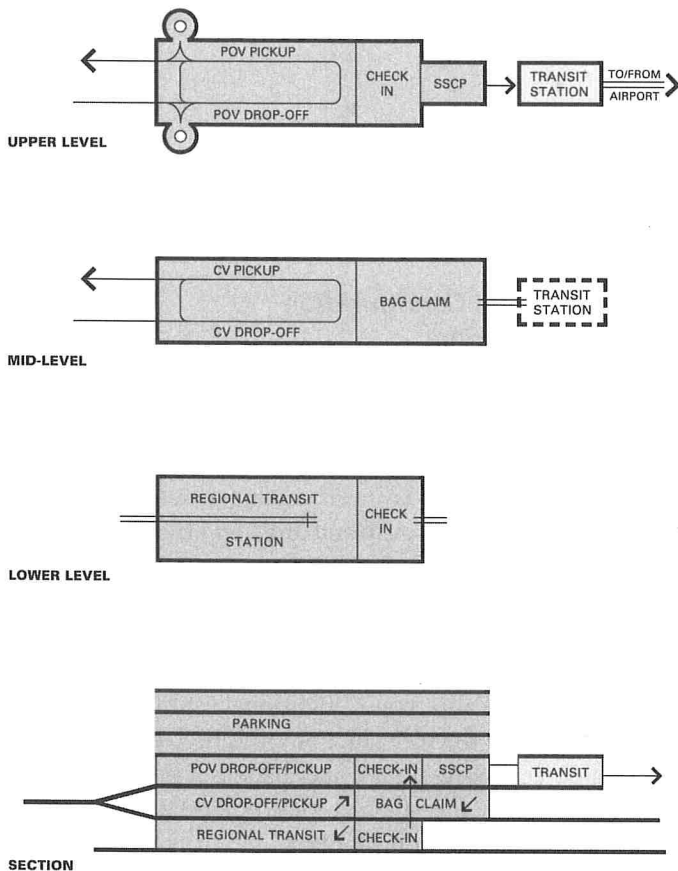 POV PICKUP
CHECK
IN
SSCP
TRANSIT
STATION
TO/FROM
AIRPORT
POV DROP-OFF
UPPER LEVEL
CV PICKUP
BAG CLAIM
TRANSIT
STATION
CV DROP-OFF
MID-LEVEL
REGIONAL TRANSIT
STATION
CHECK
IN
LOWER LEVEL
PARKING
POV DROP-OFF/PICKUP
CHECK-IN
SSCP
TRANSIT
CV DROP-OFF/PICKUP
BAG CLAIM
REGIONAL TRANSIT
CHECK-IN
SECTION